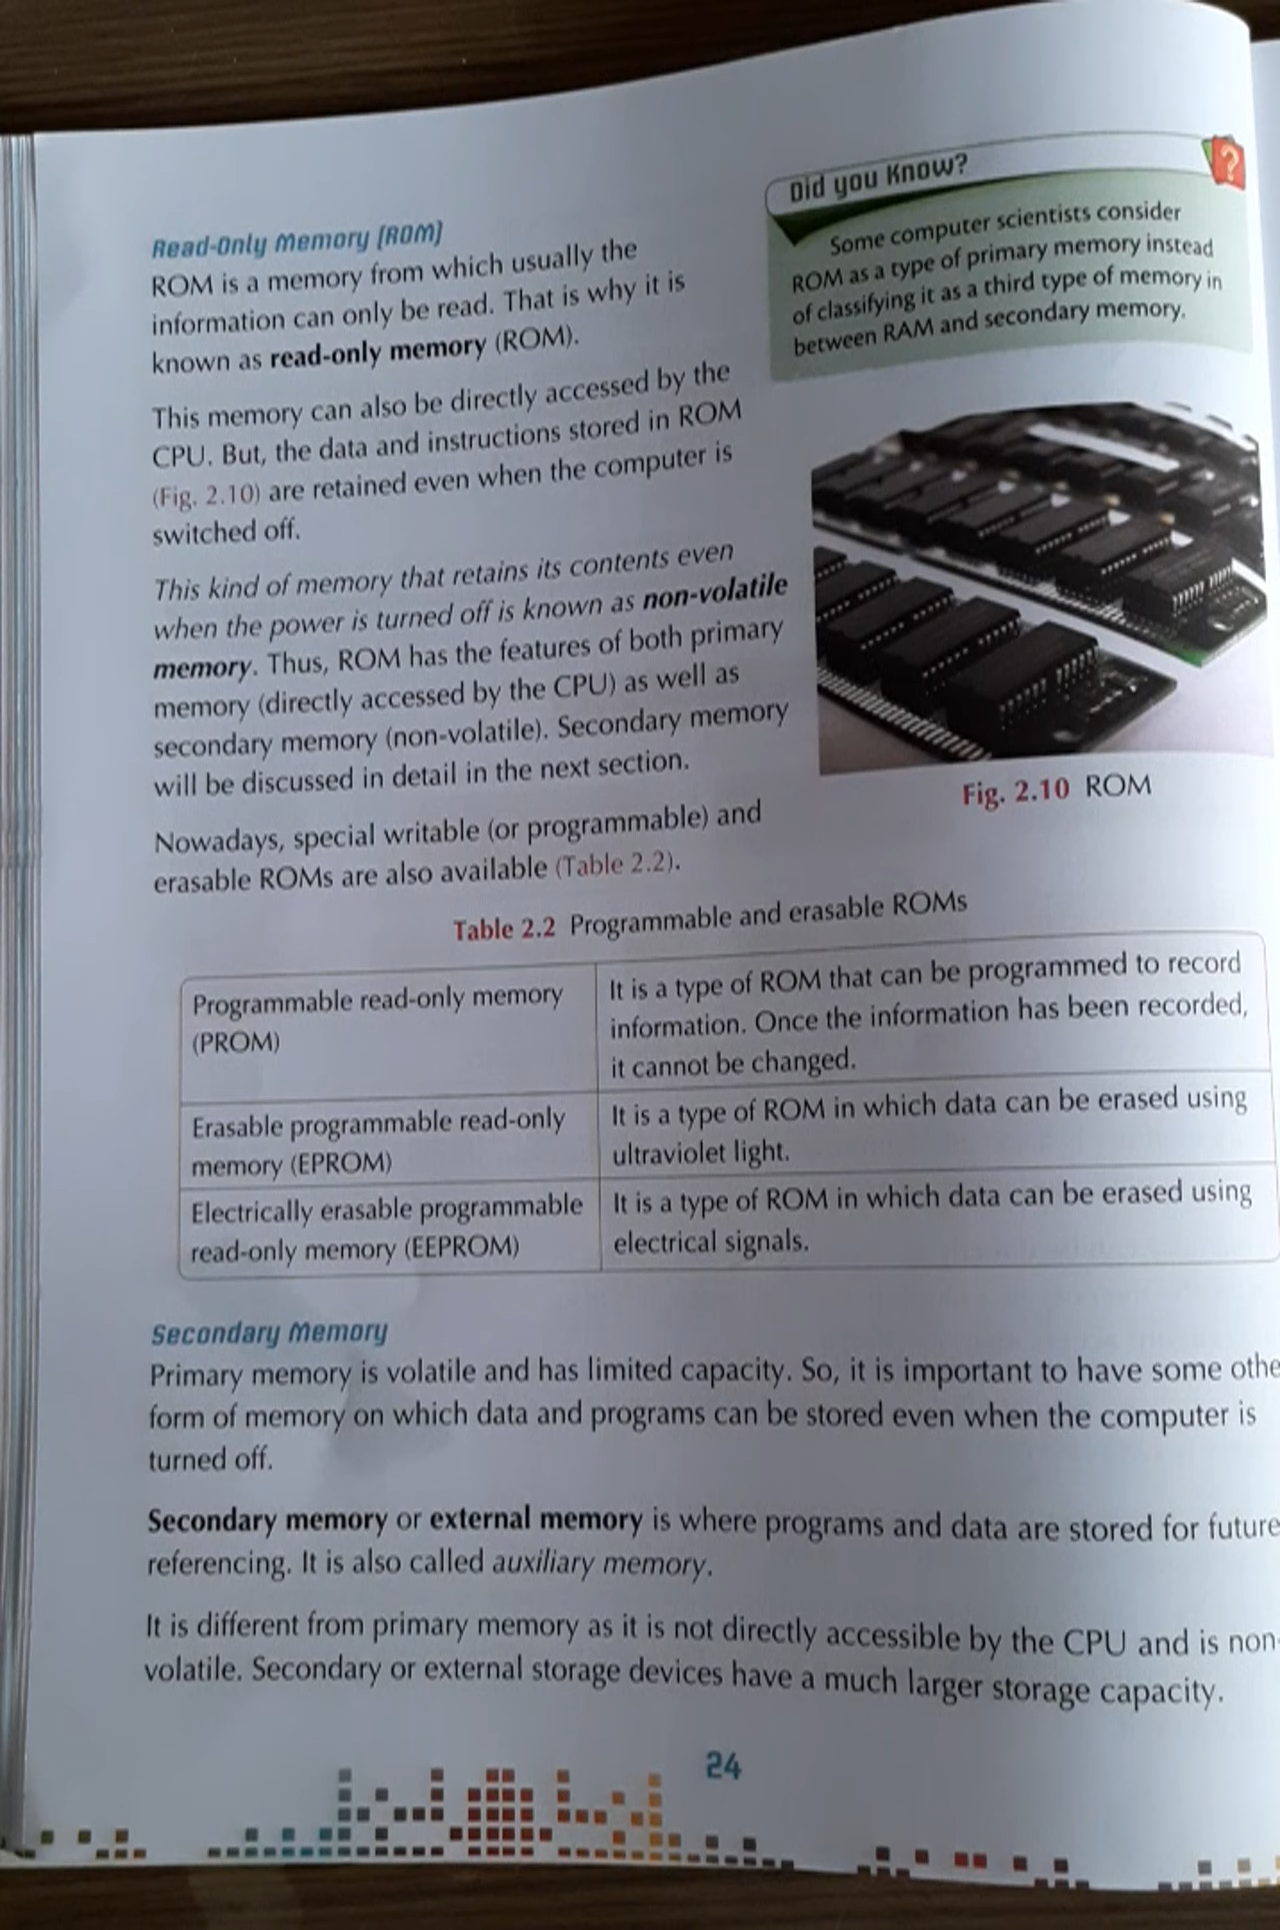 Read-Only Memory (ROM)
ROM is a memory from which usually the
information can only be read. That is why it is
known as read-only memory (ROM).
This memory can also be directly accessed by the
CPU. But, the data and instructions stored in ROM
(Fig. 2.10) are retained even when the computer is
switched off.
This kind of memory that retains its contents even
when the power is turned off is known as non-volatile
memory. Thus, ROM has the features of both primary
memory (directly accessed by the CPU) as well as
secondary memory (non-volatile). Secondary memory
will be discussed in detail in the next section.
Nowadays, special writable (or programmable) and
erasable ROMs are also available (Table 2.2).
Did you Know?
?
Some computer scientists consider
ROM as a type of primary memory instead
of classifying it as a third type of memory in
between RAM and secondary memory.
Fig. 2.10 ROM
Table 2.2 Programmable and erasable ROMs
Programmable read-only memory
(PROM)
It is a type of ROM that can be programmed to record
information. Once the information has been recorded,
it cannot be changed.
Erasable programmable read-only
memory (EPROM)
It is a type of ROM in which data can be erased using
ultraviolet light.
Electrically erasable programmable
read-only memory (EEPROM)
It is a type of ROM in which data can be erased using
electrical signals.
Secondary Memory
Primary memory is volatile and has limited capacity. So, it is important to have some othe
form of memory on which data and programs can be stored even when the computer is
turned off.
Secondary memory or external memory is where programs and data are stored for future
referencing. It is also called auxiliary memory.
It is different from primary memory as it is not directly accessible by the CPU and is non-
volatile. Secondary or external storage devices have a much larger storage capacity.
24